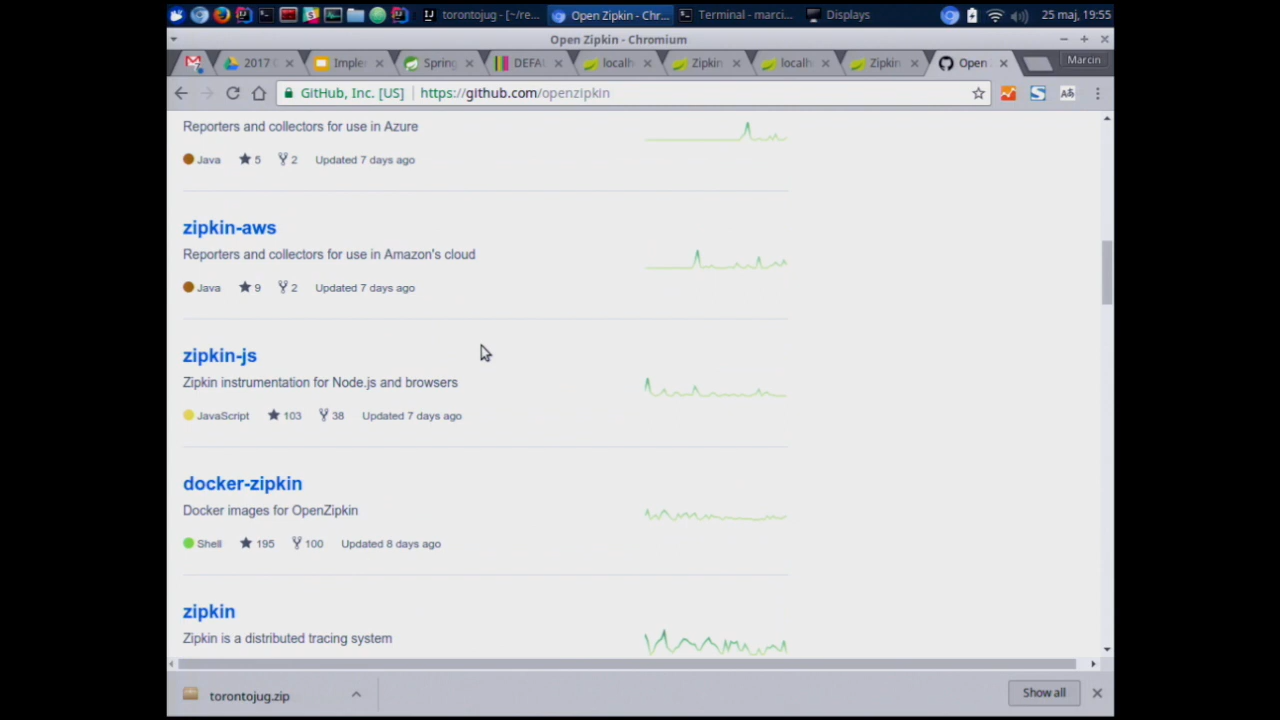 torontojug - [~/re...
Open Zipkin - Chr...
Terminal - marci...
Displays
25 maj, 19:55
Open Zipkin - Chromium
2017
Implei
Spring
DEFAU
localh
Zipkin
localh
Zipkin
Open
Marcin
GitHub, Inc. [US]
https://github.com/openzipkin
Reporters and collectors for use in Azure
Java 5 2 Updated 7 days ago
zipkin-aws
Reporters and collectors for use in Amazon's cloud
Java 9 2 Updated 7 days ago
zipkin-js
Zipkin instrumentation for Node.js and browsers
JavaScript 103 38 Updated 7 days ago
docker-zipkin
Docker images for OpenZipkin
Shell 195 100 Updated 8 days ago
zipkin
Zipkin is a distributed tracing system
torontojug.zip
Show all